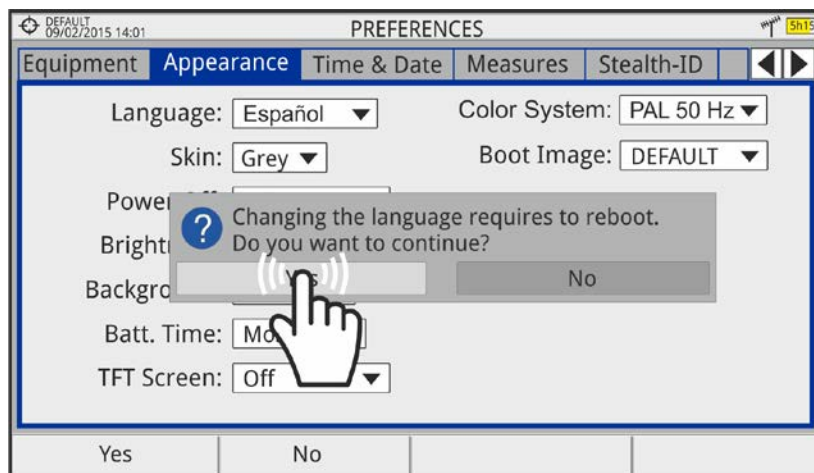 DEFAULT
09/02/2015 14:01
PREFERENCES
5h15
Equipment Appearance Time & Date Measures Stealth-ID
Language: Español
Color System: PAL 50 Hz
Skin: Grey
Boot Image: DEFAULT
Changing the language requires to reboot.
Do you want to continue?
Yes No
Batt. Time:
TFT Screen: Off
Yes No